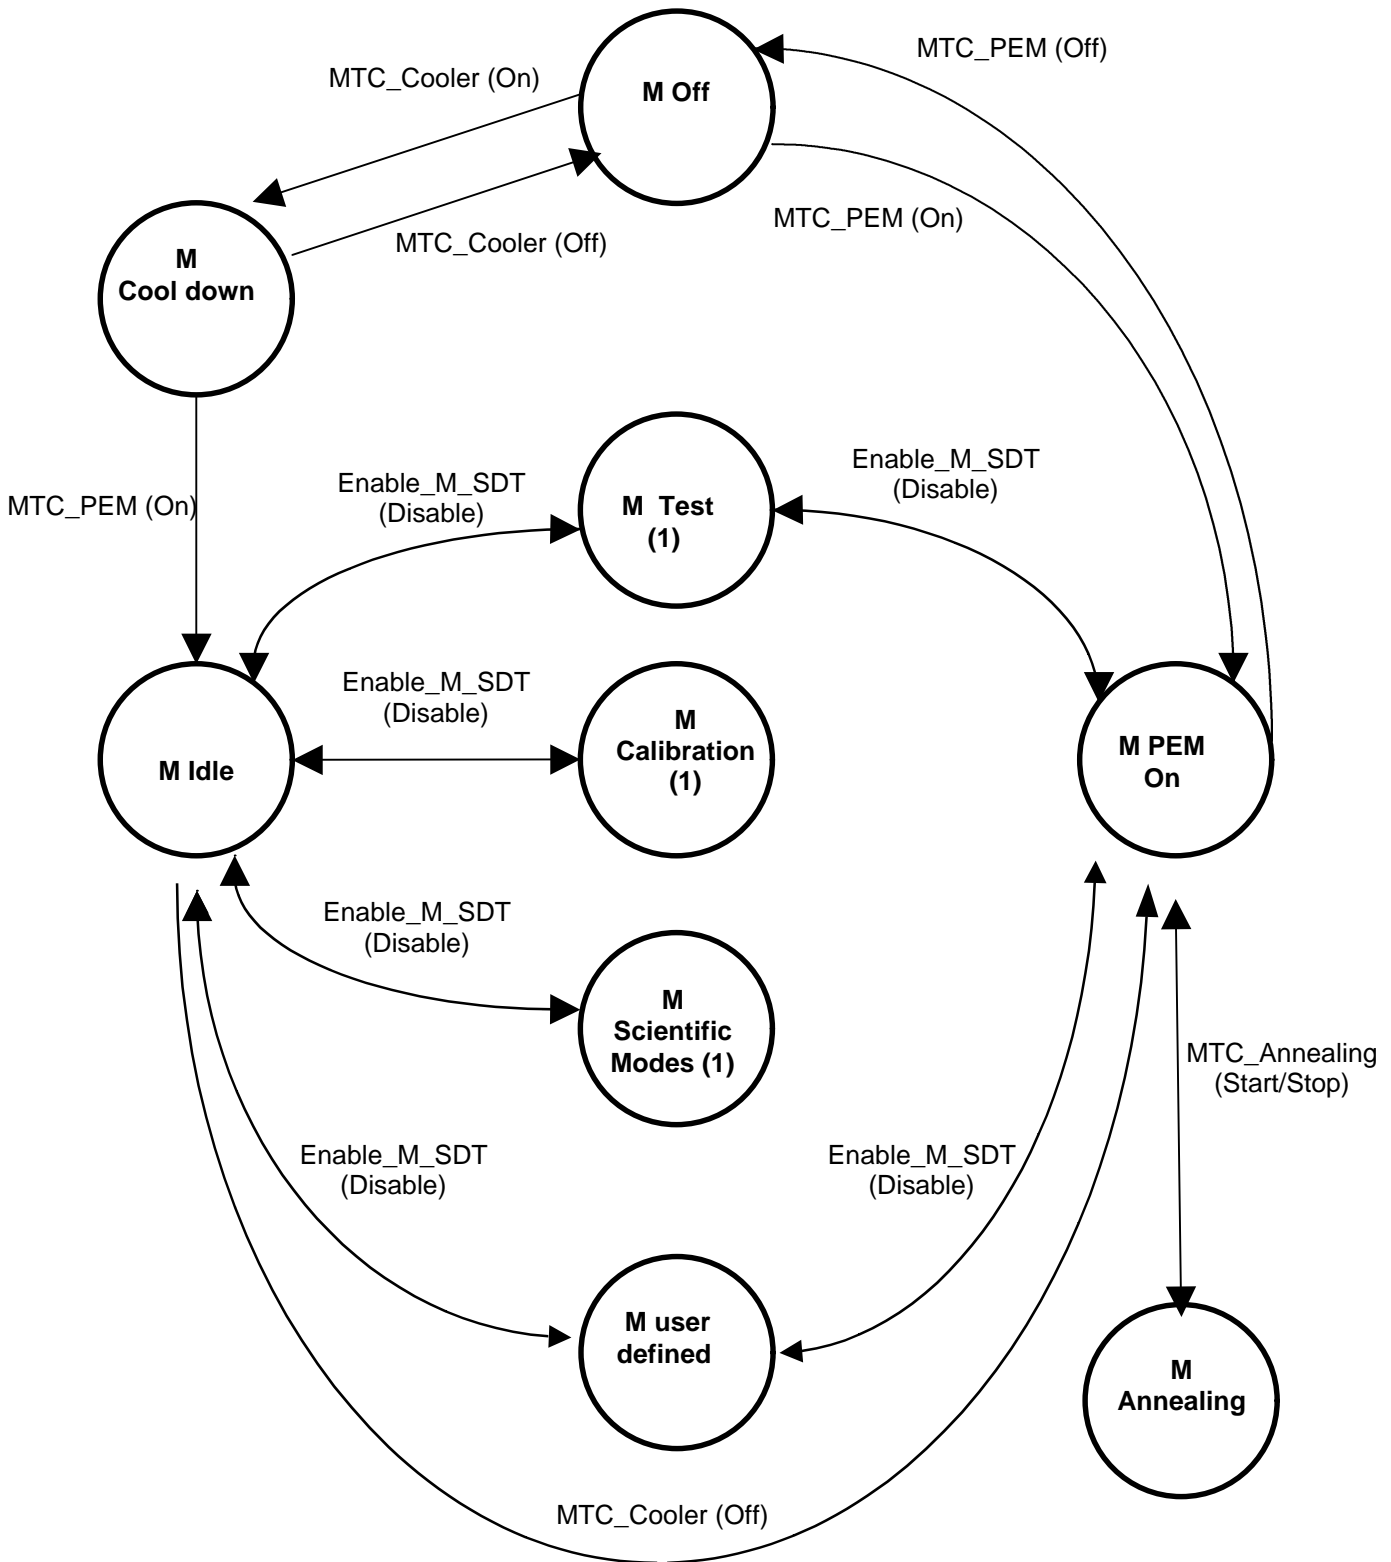 MTC_PEM (Off)
MTC_Cooler (On)
M Off
MTC_PEM (On)
MTC_Cooler (Off)
M
Cool down
Enable_M_SDT
(Disable)
Enable_M_SDT
(Disable)
MTC_PEM (On)
M Test
(1)
Enable_M_SDT
(Disable)
M
Calibration
(1)
M Idle
M PEM
On
Enable_M_SDT
(Disable)
M
Scientific
Modes (1)
MTC_Annealing
(Start/Stop)
Enable_M_SDT
(Disable)
Enable_M_SDT
(Disable)
M user
defined
M
Annealing
MTC_Cooler (Off)